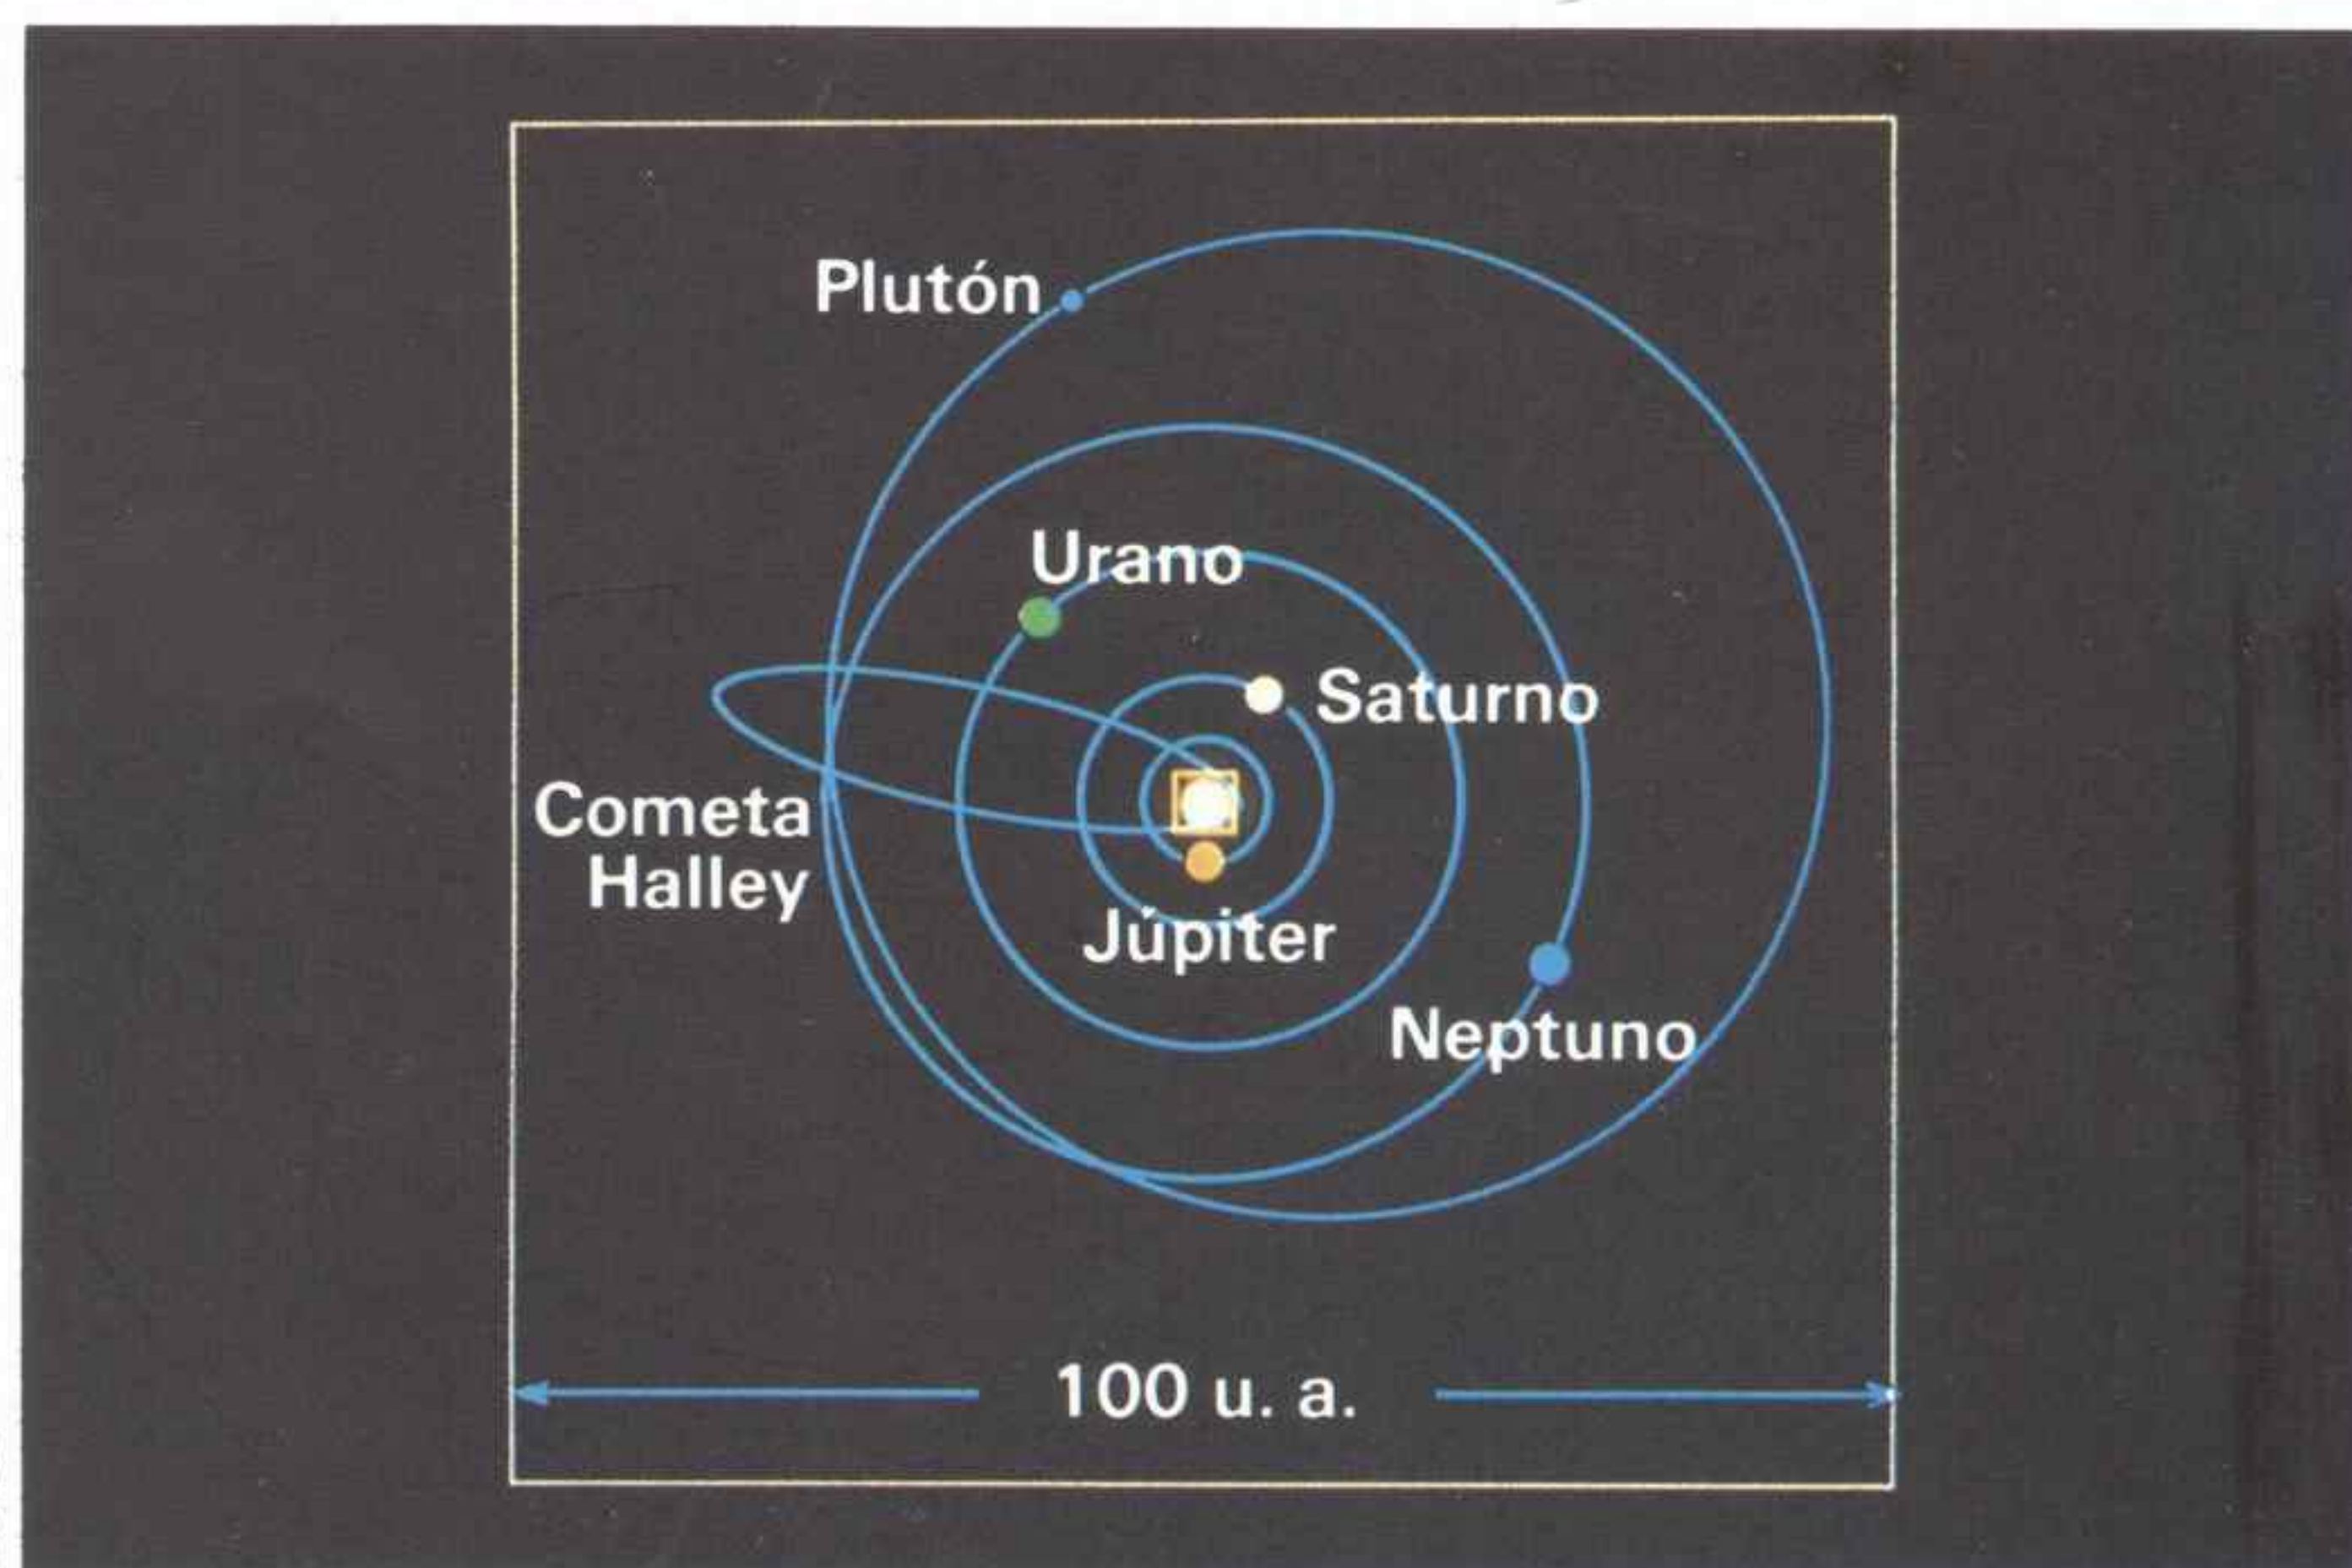 Plutón
Urano
Saturno
Cometa
Halley
Júpiter
Neptuno
100 u. a.